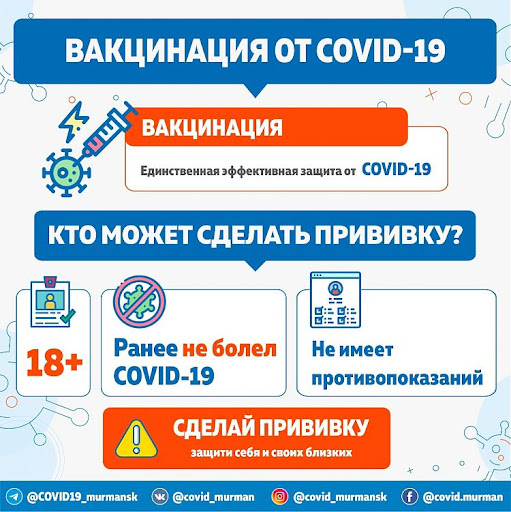 ВАКЦИНАЦИЯ ОТ COVID-19
ВАКЦИНАЦИЯ
Единственная эффективная защита от COVID-19
КТО МОЖЕТ СДЕЛАТЬ ПРИВИВКУ?
18+
Ранее не болел
COVID-19
Не имеет
противопоказаний
СДЕЛАЙ ПРИВИВКУ
защити себя и своих близких
@COVID19_murmansk @covid_murman @covid_murmansk @covid.murman